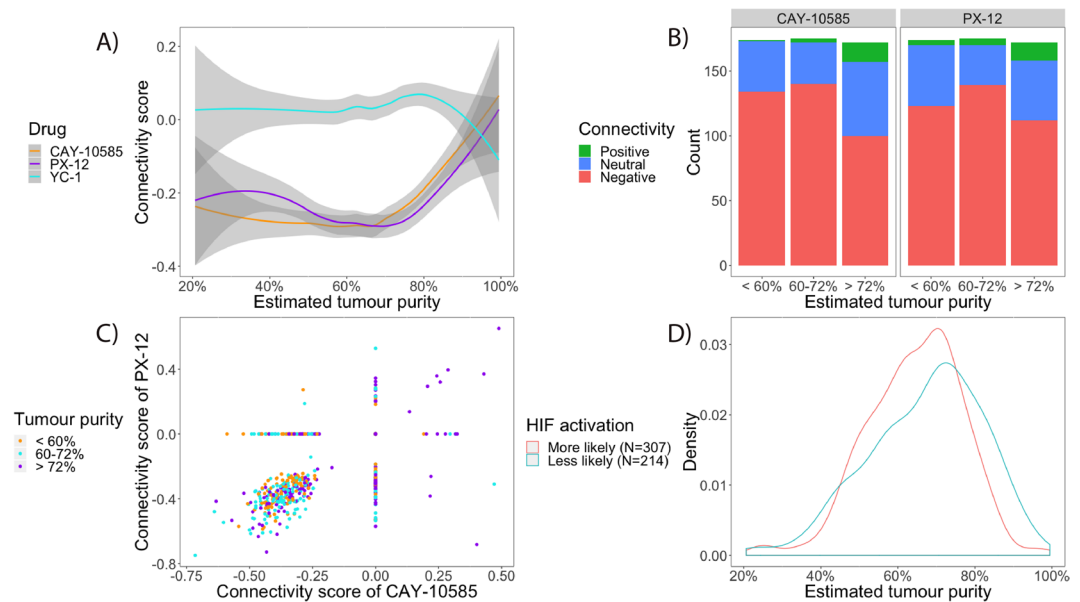 A)
Connectivity score
0.2
0.0
-0.2
-0.4
20%
40%
60%
80%
100%
Estimated tumour purity
Drug
CAY-10585
PX-12
YC-1
B)
CAY-10585
PX-12
Count
150
100
50
0
< 60%
60-72%
> 72%
< 60%
60-72%
> 72%
Estimated tumour purity
Connectivity
Positive
Neutral
Negative
C)
Connectivity score of PX-12
0.4
0.0
-0.4
-0.8
-0.75
-0.50
-0.25
0.00
0.25
0.50
Connectivity score of CAY-10585
Tumour purity
< 60%
60-72%
> 72%
D)
Density
0.03
0.02
0.01
0.00
20%
40%
60%
80%
100%
Estimated tumour purity
HIF activation
More likely (N=307)
Less likely (N=214)